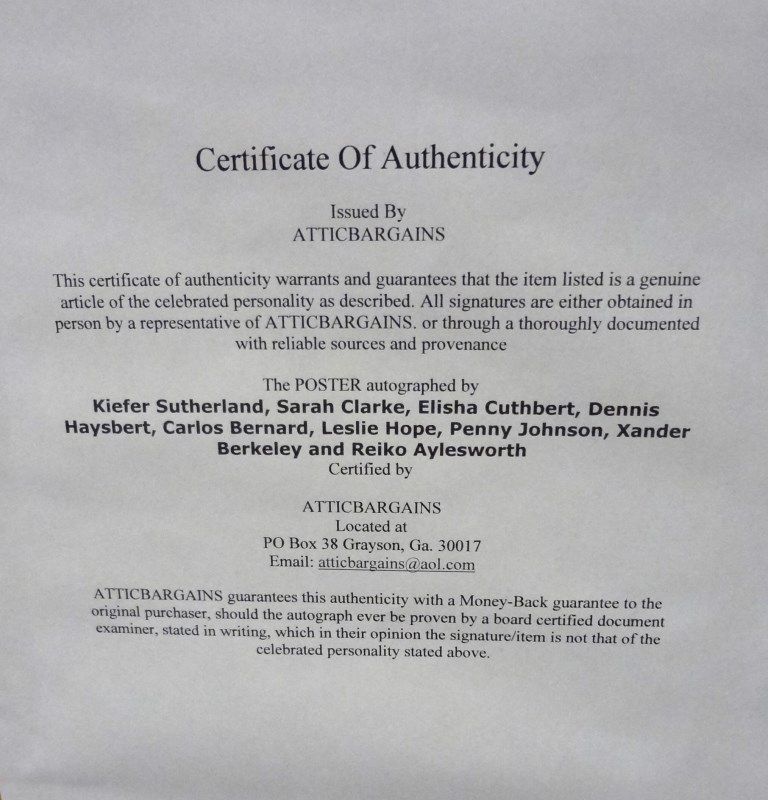 Certificate Of Authenticity
Issued By
ATTICBARGAINS
This certificate of authenticity warrants and guarantees that the item listed is a genuine
article of the celebrated personality as described. All signatures are either obtained in
person by a representative of ATTICBARGAINS. or through a thoroughly documented
with reliable sources and provenance
The POSTER autographed by
Kiefer Sutherland, Sarah Clarke, Elisha Cuthbert, Dennis
Haysbert, Carlos Bernard, Leslie Hope, Penny Johnson, Xander
Berkeley and Reiko Aylesworth
Certified by
ATTICBARGAINS
Located at
PO Box 38 Grayson, Ga. 30017
Email: atticbargains@aol.com
ATTICBARGAINS guarantees this authenticity with a Money-Back guarantee to the
original purchaser, should the autograph ever be proven by a board certified document
examiner, stated in writing, which in their opinion the signature/item is not that of the
celebrated personality stated above.